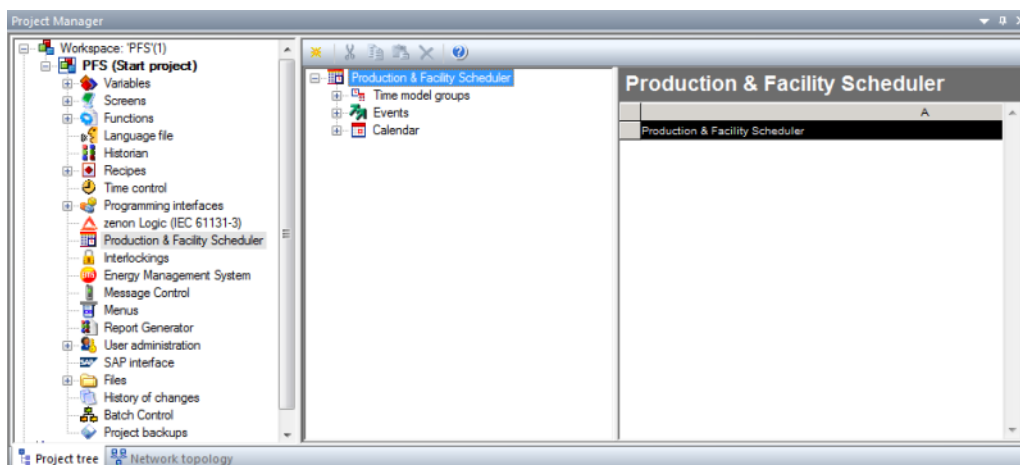 Project Manager
Workspace: 'PFS'(1)
PFS (Start project)
Variables
Screens
Functions
Language file
Historian
Recipes
Time control
Programming interfaces
zenon Logic (IEC 61131-3)
Production & Facility Scheduler
Interlockings
Energy Management System
Message Control
Menus
Report Generator
User administration
SAP interface
Files
History of changes
Batch Control
Project backups
Project tree
Network topology
Production & Facility Scheduler
Time model groups
Events
Calendar
Production & Facility Scheduler
A
Production & Facility Scheduler